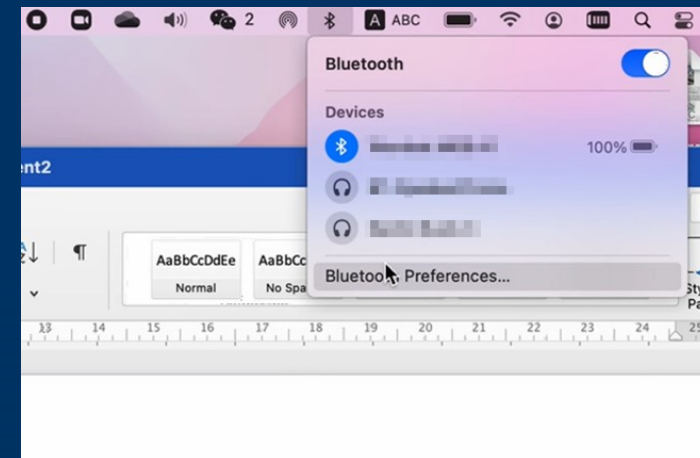 2 A ABC
Bluetooth
Devices
100%
Bluetooth Preferences...
ent2
AaBbCcDdEe AaBbCc
Normal No Spa
13 14 15 16 17 18 19 20 21 22 23 24 25